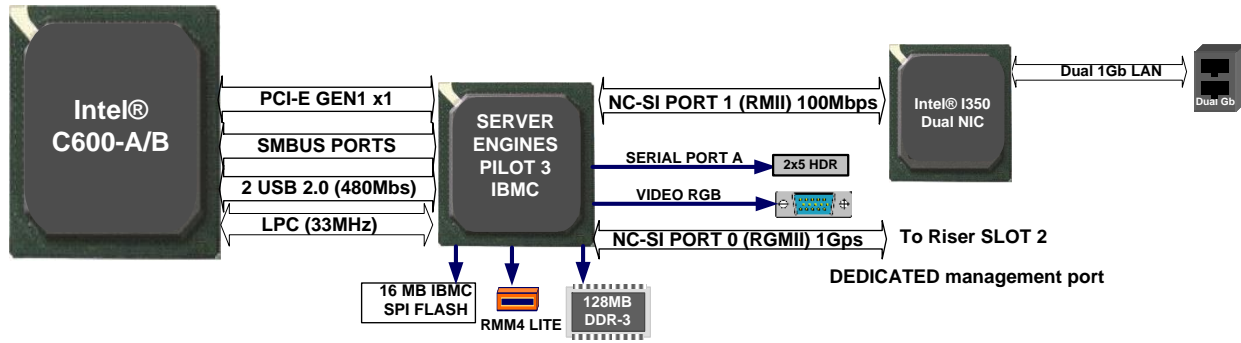 Intel®
C600-A/B
PCI-E GEN1 x1
SMBUS PORTS
2 USB 2.0 (480Mbs)
LPC (33MHz)
SERVER
ENGINES
PILOT 3
IBMC
NC-SI PORT 1 (RMII) 100Mbps
Intel® I350
Dual NIC
Dual 1Gb LAN
Dual Gb
SERIAL PORT A
2x5 HDR
VIDEO RGB
NC-SI PORT 0 (RGMII) 1Gps
To Riser SLOT 2
DEDICATED management port
16 MB IBMC
SPI FLASH
RMM4 LITE
128MB
DDR-3